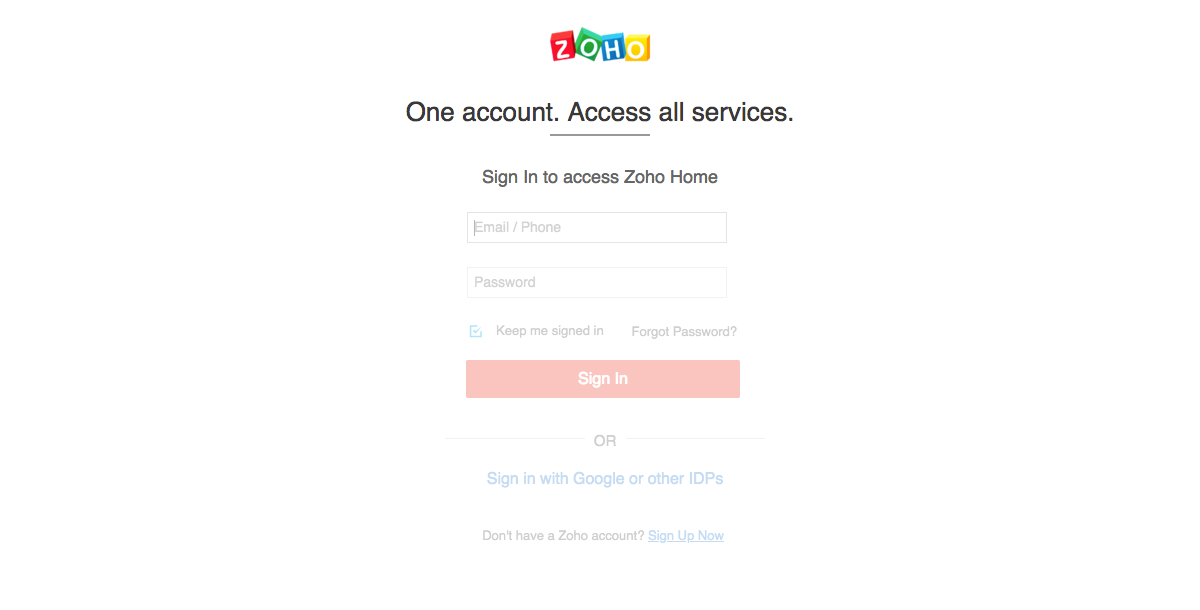 ZOHO
One account. Access all services.
Sign In to access Zoho Home
Email / Phone
Password
Keep me signed in Forgot Password?
Sign In
OR
Sign in with Google or other IDPs
Don't have a Zoho account? Sign Up Now